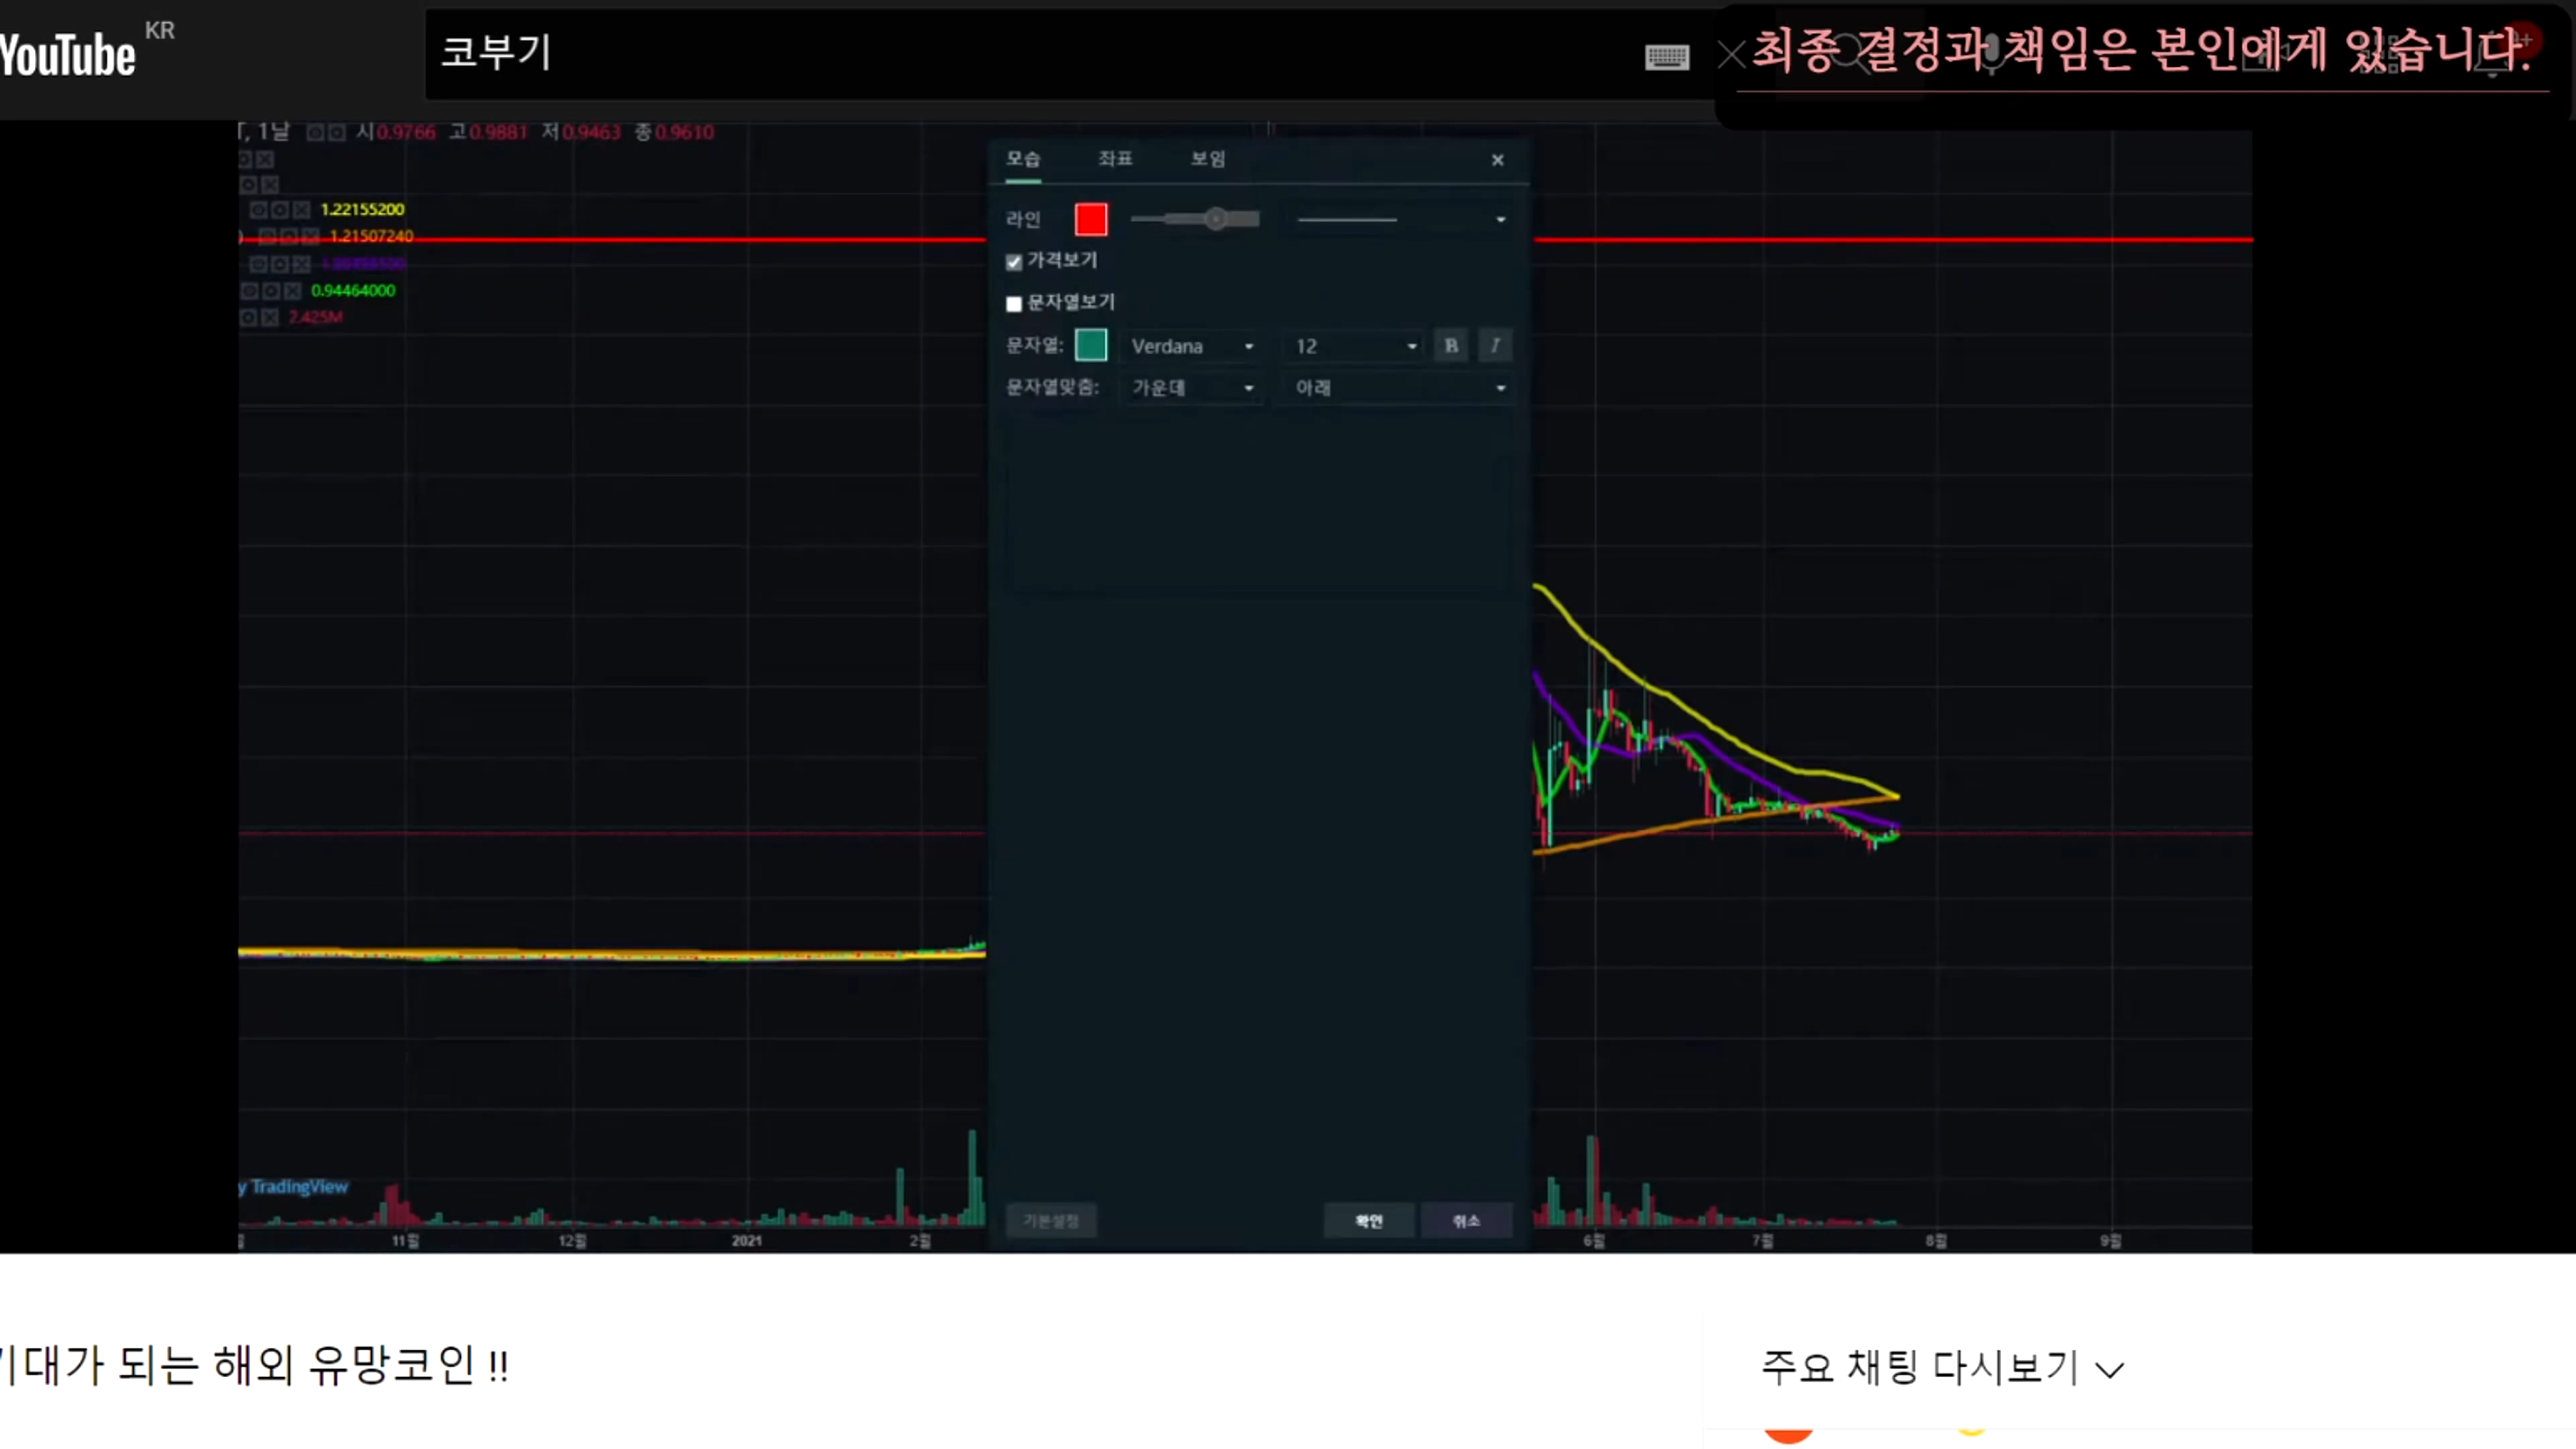 YouTube KR
코부기
최종 결정과 책임은 본인에게 있습니다.
1날 시0.9766 고0.9881 저0.9463 종0.9610
1.22155200
1.21507240
0.94464000
2.425M
모습 좌표 보임
라인
가격보기
문자열보기
문자열: Verdana 12 B I
문자열맞춤: 가운데 아래
기본설정 확인 취소
y TradingView
11월 12월 2021 2월 6월 7월 8월 9월
기대가 되는 해외 유망코인 !!
주요 채팅 다시보기